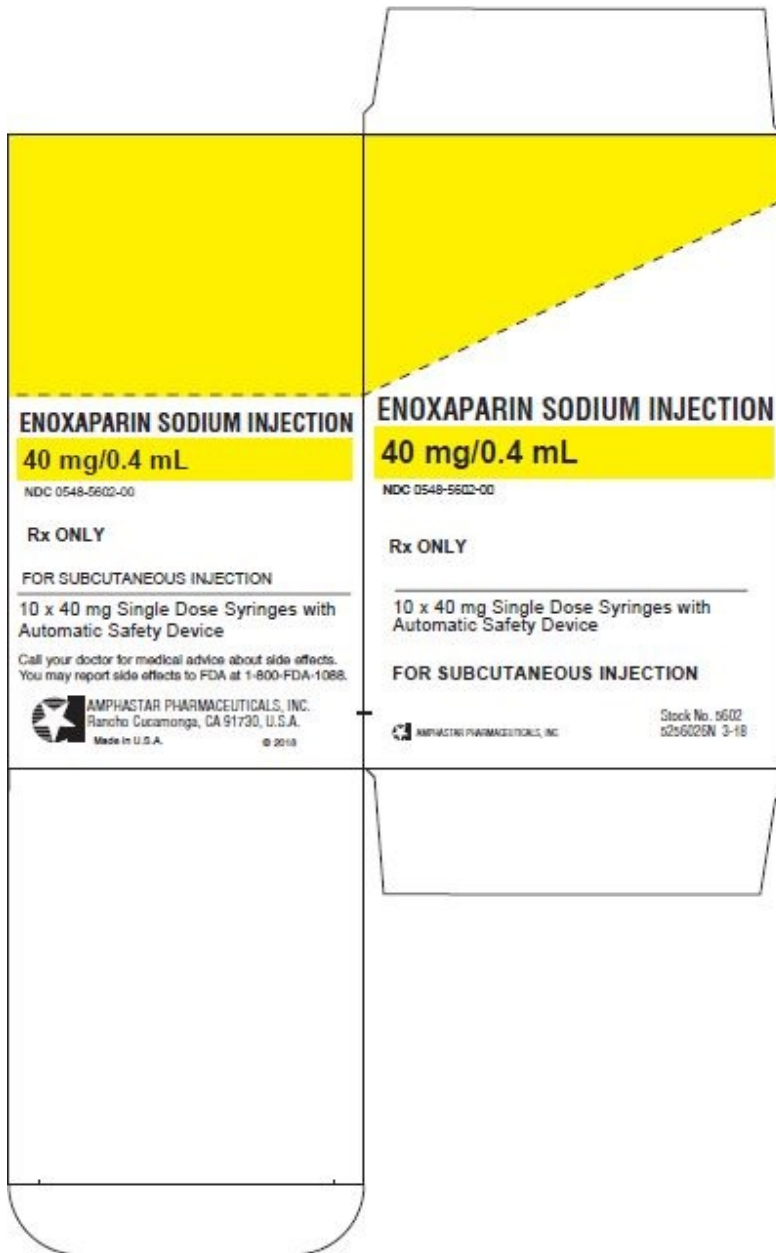 ENOXAPARIN SODIUM INJECTION
40 mg/0.4 mL
NDC 0548-5602-00
Rx ONLY
FOR SUBCUTANEOUS INJECTION
10 x 40 mg Single Dose Syringes with
Automatic Safety Device
Call your doctor for medical advice about side effects.
You may report side effects to FDA at 1-800-FDA-1088.
AMPHASTAR PHARMACEUTICALS, INC.
Rancho Cucamonga, CA 91730, U.S.A.
Made in U.S.A. © 2018
ENOXAPARIN SODIUM INJECTION
40 mg/0.4 mL
NDC 0548-5602-00
Rx ONLY
10 x 40 mg Single Dose Syringes with
Automatic Safety Device
FOR SUBCUTANEOUS INJECTION
AMPHASTAR PHARMACEUTICALS, INC.
Stock No. 5602
5256026N 3-18